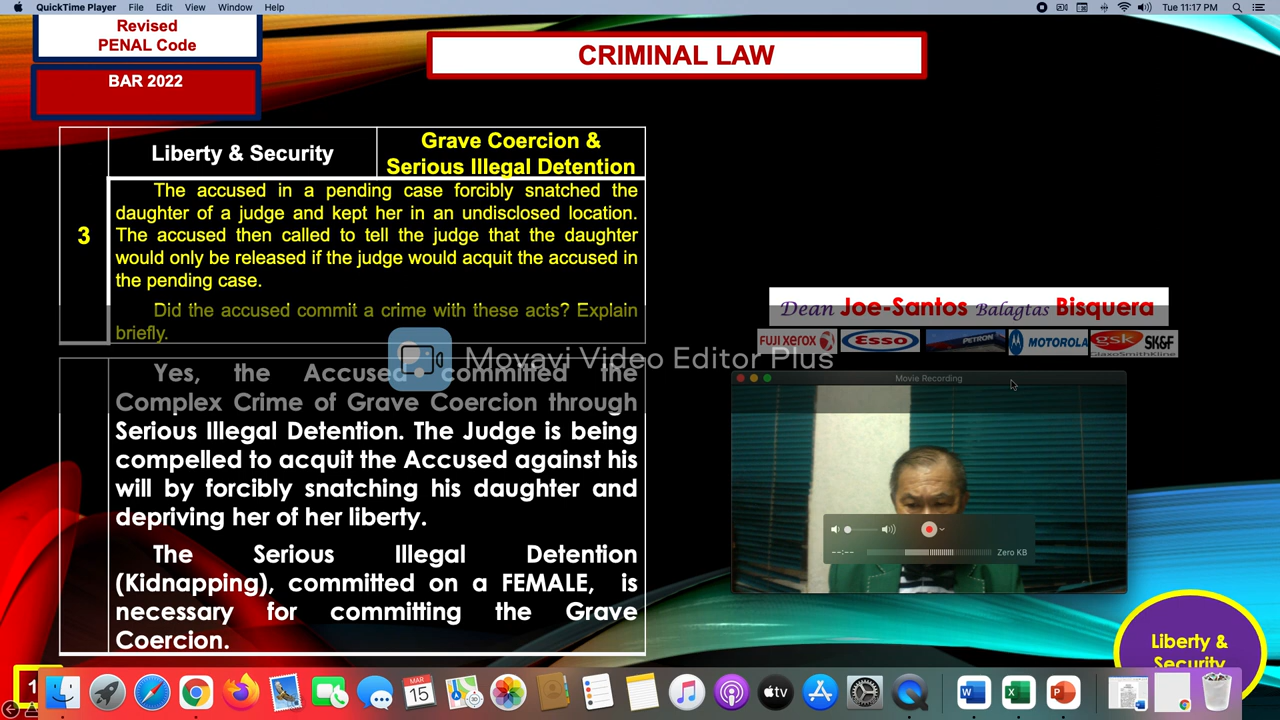 QuickTime Player File Edit View Window Help
Tue 11:17 PM
Revised
PENAL Code
BAR 2022
CRIMINAL LAW
Liberty & Security
Grave Coercion &
Serious Illegal Detention
3
The accused in a pending case forcibly snatched the
daughter of a judge and kept her in an undisclosed location.
The accused then called to tell the judge that the daughter
would only be released if the judge would acquit the accused in
the pending case.
Did the accused commit a crime with these acts? Explain
briefly.
Yes, the Accused committed the
Complex Crime of Grave Coercion through
Serious Illegal Detention. The Judge is being
compelled to acquit the Accused against his
will by forcibly snatching his daughter and
depriving her of her liberty.
The Serious Illegal Detention
(Kidnapping), committed on a FEMALE, is
necessary for committing the Grave
Coercion.
Movavi Video Editor Plus
Dean Joe-Santos Balagtas Bisquera
FUJI XEROX
Esso
PETRON
MOTOROLA
gsk SK&F
GlaxoSmithKline
Movie Recording
--:--
Zero KB
Liberty &
Security
1
MAR
15
tv